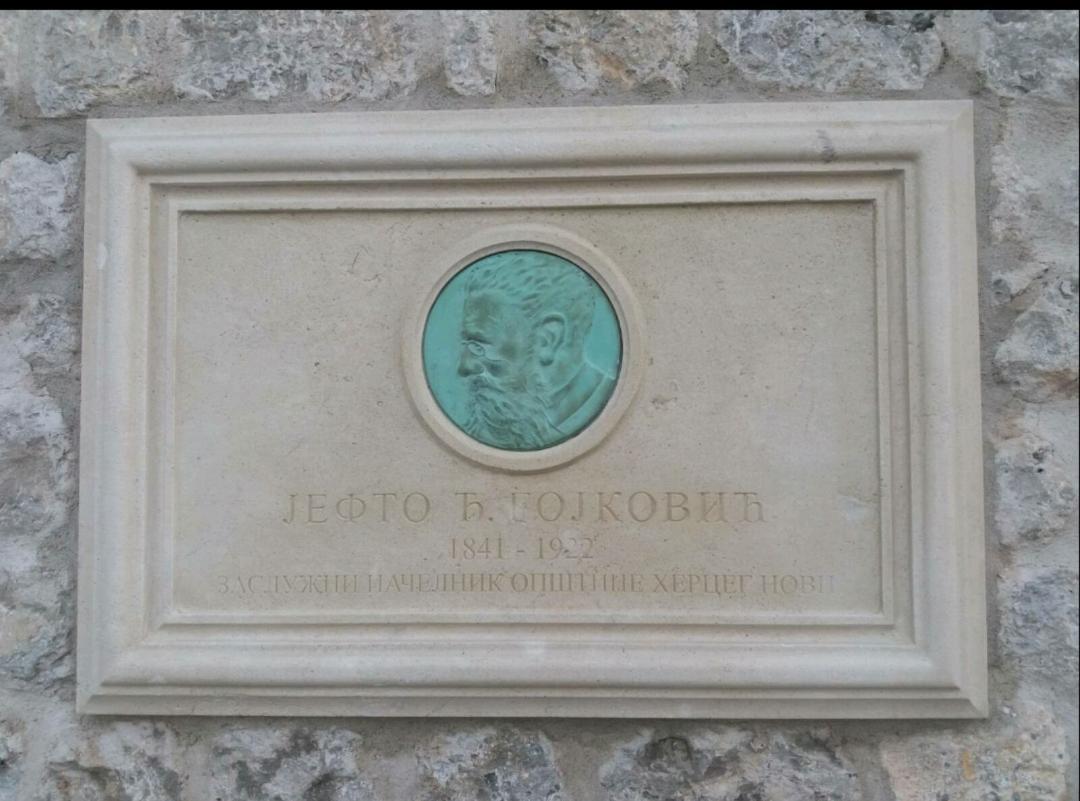 ЈЕФТО Ђ. ГОЈКОВИЋ
1841 - 1922
ЗАСЛУЖНИ НАЧЕЛНИК ОПШТИНЕ ХЕРЦЕГ НОВИ